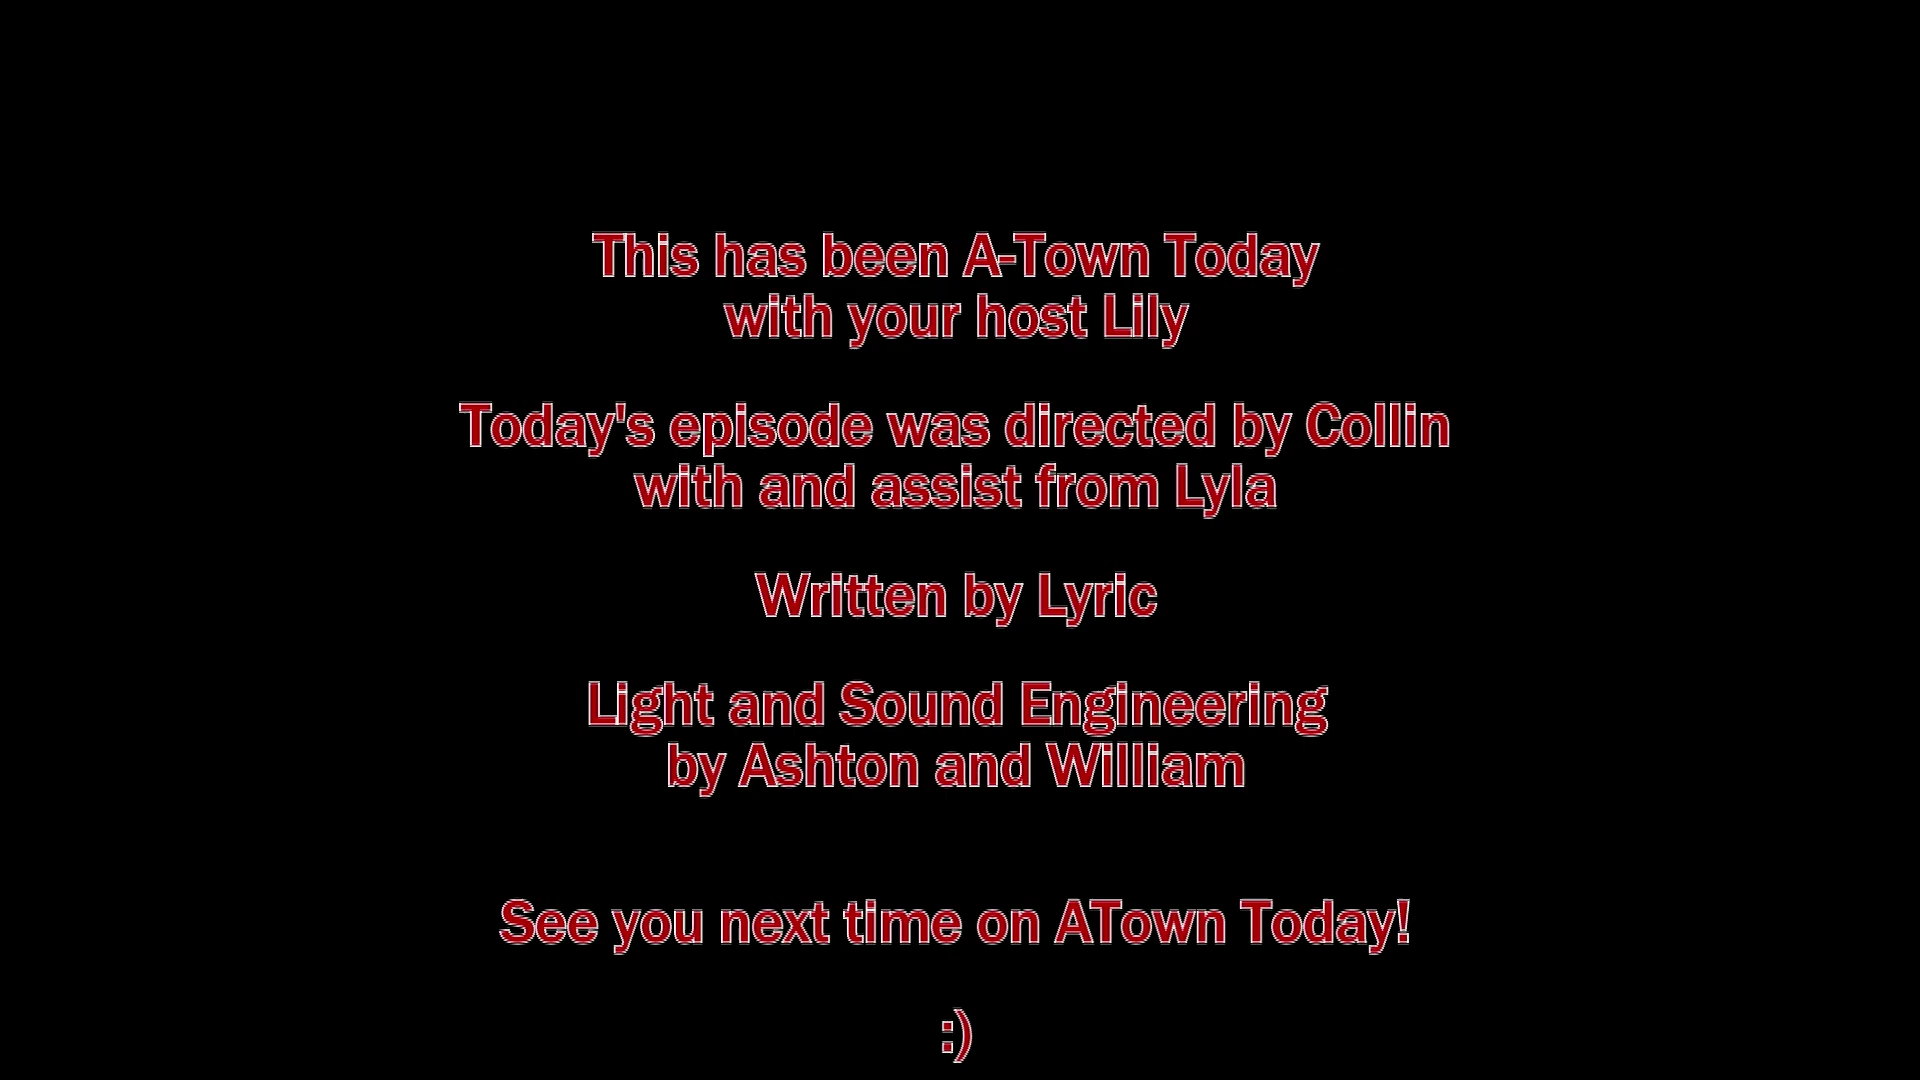 This has been A-Town Today
with your host Lily
Today's episode was directed by Collin
with and assist from Lyla
Written by Lyric
Light and Sound Engineering
by Ashton and William
See you next time on ATown Today!
:)